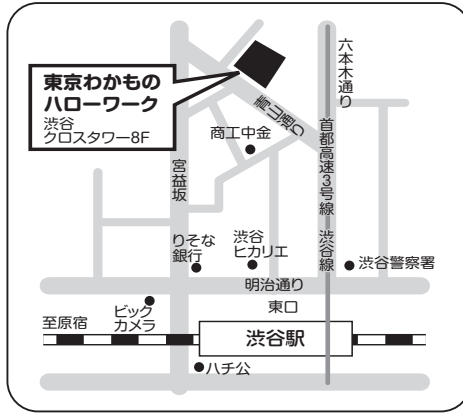 東京わかもの
ハローワーク
渋谷
クロスタワー8F
六本木通り
青山通り
商工中金
首都高速3号線
渋谷線
宮益坂
りそな
銀行
渋谷
ヒカリエ
渋谷警察署
明治通り
ビック
カメラ
東口
至原宿
渋谷駅
ハチ公